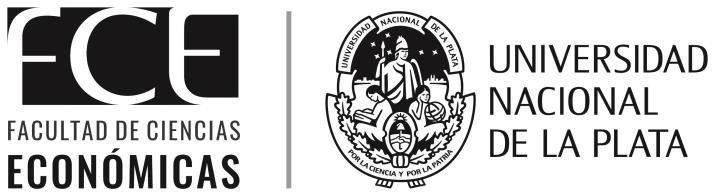 FCE
FACULTAD DE CIENCIAS
ECONÓMICAS
UNIVERSIDAD NACIONAL DE LA PLATA
POR LA CIENCIA Y POR LA PATRIA
UNIVERSIDAD
NACIONAL
DE LA PLATA